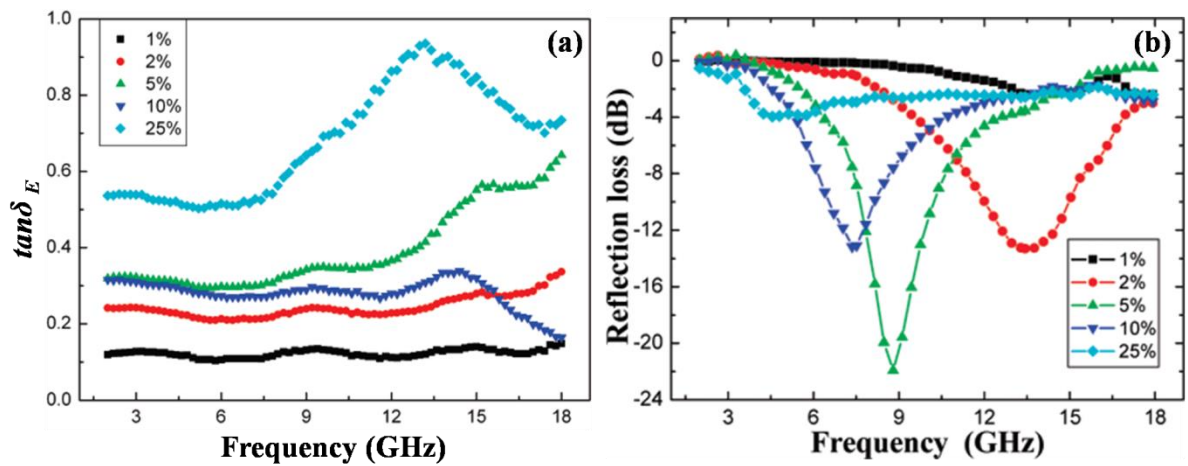 (a)
1%
2%
5%
10%
25%
tanδ E
1.0
0.8
0.6
0.4
0.2
0.0
3 6 9 12 15 18
Frequency (GHz)
(b)
Reflection loss (dB)
0
-4
-8
-12
-16
-20
-24
1%
2%
5%
10%
25%
3 6 9 12 15 18
Frequency (GHz)